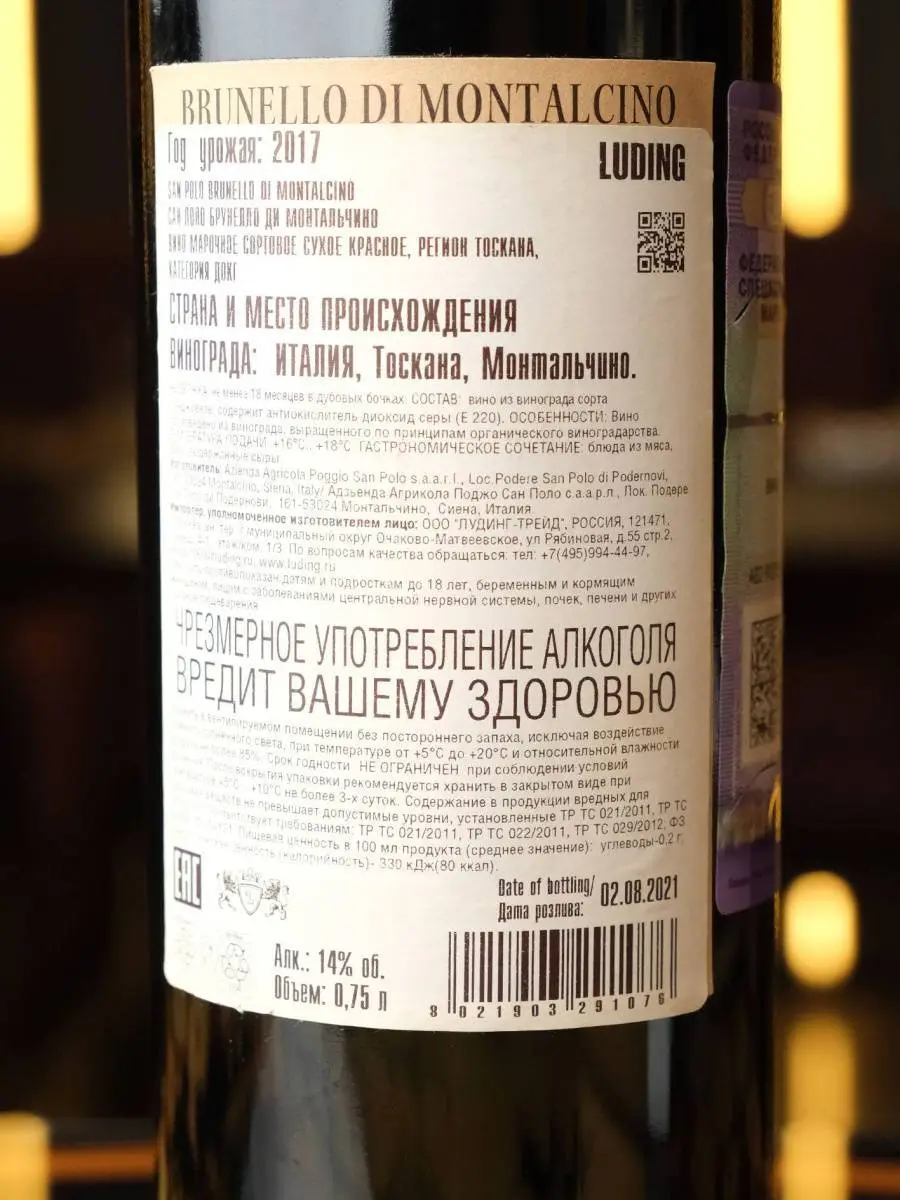 BRUNELLO DI MONTALCINO
Год урожая: 2017
LUDING
SAN POLO BRUNELLO DI MONTALCINO
САН ПОЛО БРУНЕЛЛО ДИ МОНТАЛЬЧИНО
ВИНО МАРОЧНОЕ СОРТОВОЕ СУХОЕ КРАСНОЕ, РЕГИОН ТОСКАНА,
КАТЕГОРИЯ ДОКГ
СТРАНА И МЕСТО ПРОИСХОЖДЕНИЯ
ВИНОГРАДА: ИТАЛИЯ, Тоскана, Монтальчино.
не менее 18 месяцев в дубовых бочках. СОСТАВ: вино из винограда сорта
содержит антиокислитель диоксид серы (Е 220). ОСОБЕННОСТИ: Вино
из винограда, выращенного по принципам органического виноградарства.
ПОДАЧИ: +16°C.. +18°C ГАСТРОНОМИЧЕСКОЕ СОЧЕТАНИЕ: блюда из мяса,
сыры
Azienda Agricola Poggio San Polo s.a.a.r.l., Loc.Podere San Polo di Podernovi,
Montalcino, Siena, Italy/ Адзьенда Агрикола Поджо Сан Поло с.а.а.р.л., Лок. Подере
Подернови, 161-53024 Монтальчино, Сиена, Италия
Импортер, уполномоченное изготовителем лицо: ООО "ЛУДИНГ-ТРЕЙД", РОССИЯ, 121471,
тер. г.муниципальный округ Очаково-Матвеевское, ул Рябиновая, д.55 стр.2,
этаж/ком. 1/3. По вопросам качества обращаться: тел: +7(495)994-44-97,
www.luding.ru
детям и подросткам до 18 лет, беременным и кормящим
лицам с заболеваниями центральной нервной системы, почек, печени и других
пищеварения
ЧРЕЗМЕРНОЕ УПОТРЕБЛЕНИЕ АЛКОГОЛЯ
ВРЕДИТ ВАШЕМУ ЗДОРОВЬЮ
в вентилируемом помещении без постороннего запаха, исключая воздействие
света, при температуре от +5°C до +20°C и относительной влажности
более 85%. Срок годности НЕ ОГРАНИЧЕН при соблюдении условий
После вскрытия упаковки рекомендуется хранить в закрытом виде при
+5°C +10°C не более 3-х суток. Содержание в продукции вредных для
веществ не превышает допустимые уровни, установленные ТР ТС 021/2011, ТР ТС
требованиям: ТР ТС 021/2011, ТР ТС 022/2011, ТР ТС 029/2012, ФЗ
Пищевая ценность в 100 мл продукта (среднее значение): углеводы-0,2 г;
(калорийность)- 330 кДж(80 ккал).
EAC
Date of bottling/
Дата розлива: 02.08.2021
Алк.: 14% об.
Объем: 0,75 л
8 021903 291076